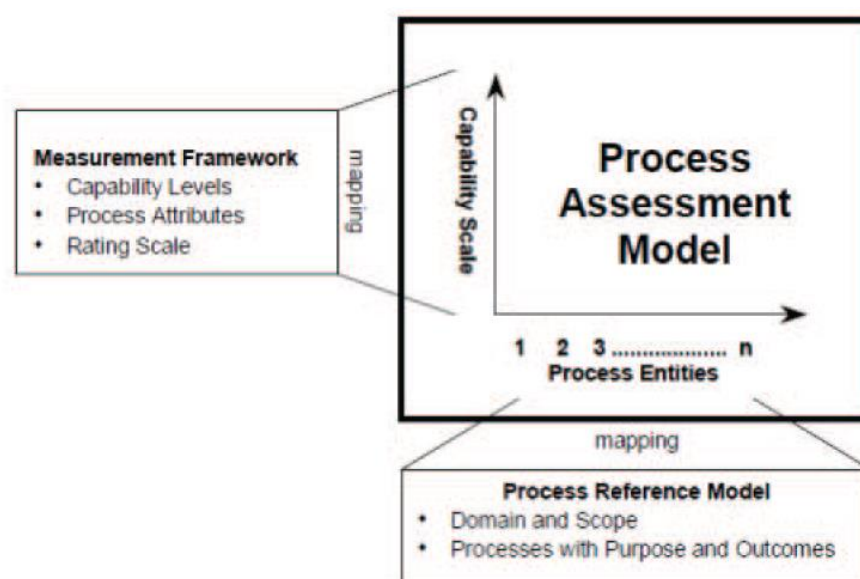 Measurement Framework
• Capability Levels
• Process Attributes
• Rating Scale
mapping
Capability Scale
Process
Assessment
Model
1 2 3 ................... n
Process Entities
mapping
Process Reference Model
• Domain and Scope
• Processes with Purpose and Outcomes